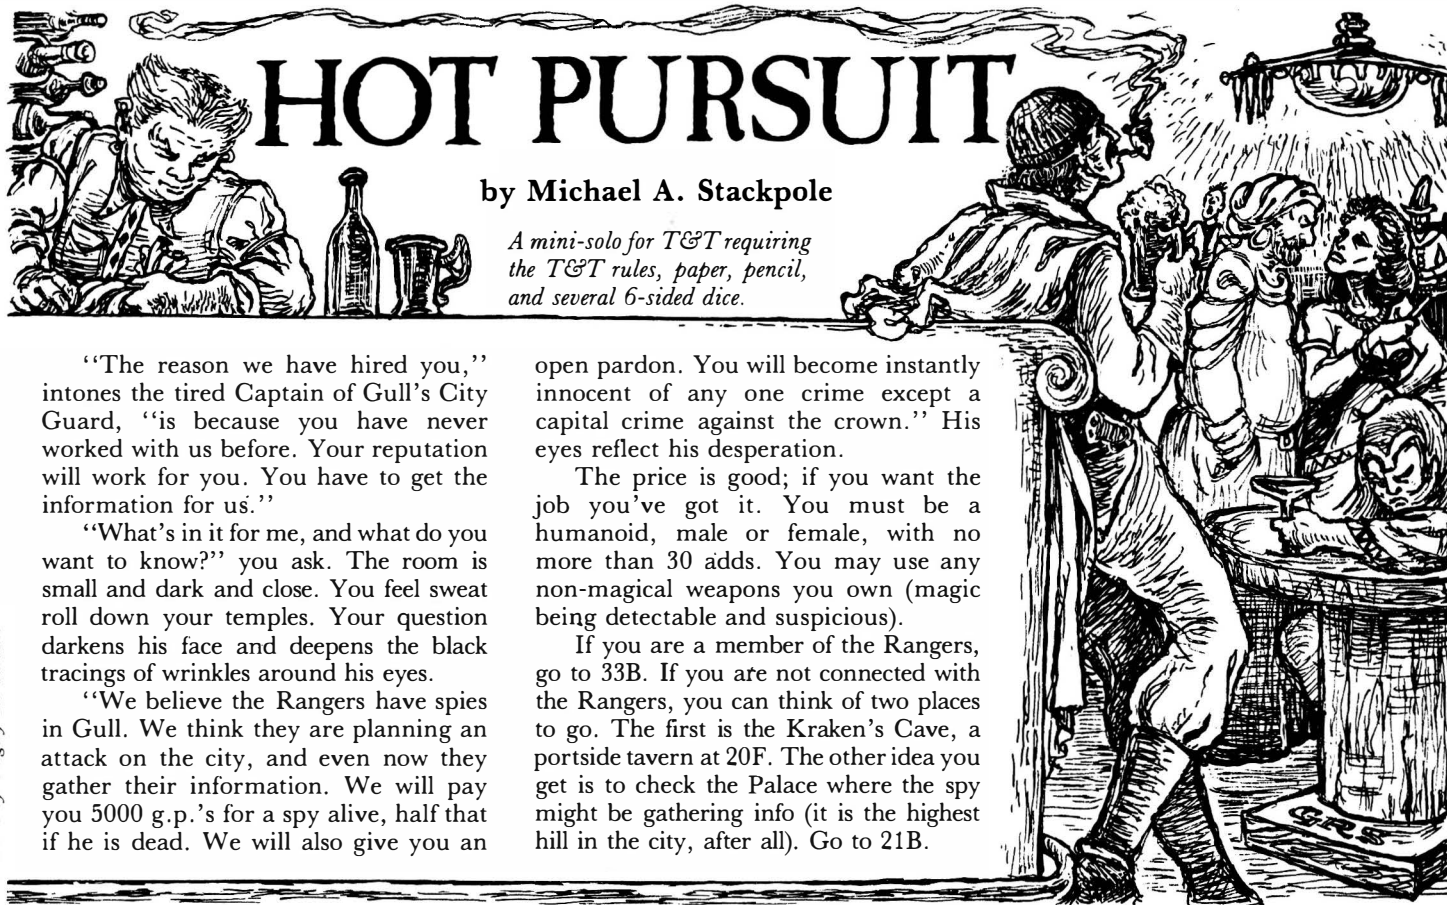 HOT PURSUIT
by Michael A. Stackpole
A mini-solo for T&T requiring
the T&T rules, paper, pencil,
and several 6-sided dice.
‘‘The reason we have hired you,’’
intones the tired Captain of Gull's City
Guard, ‘‘is because you have never
worked with us before. Your reputation
will work for you. You have to get the
information for us.’’
‘‘What's in it for me, and what do you
want to know?’’ you ask. The room is
small and dark and close. You feel sweat
roll down your temples. Your question
darkens his face and deepens the black
tracings of wrinkles around his eyes.
‘‘We believe the Rangers have spies
in Gull. We think they are planning an
attack on the city, and even now they
gather their information. We will pay
you 5000 g.p.'s for a spy alive, half that
if he is dead. We will also give you an
open pardon. You will become instantly
innocent of any one crime except a
capital crime against the crown.’’ His
eyes reflect his desperation.
The price is good; if you want the
job you've got it. You must be a
humanoid, male or female, with no
more than 30 adds. You may use any
non-magical weapons you own (magic
being detectable and suspicious).
If you are a member of the Rangers,
go to 33B. If you are not connected with
the Rangers, you can think of two places
to go. The first is the Kraken's Cave, a
portside tavern at 20F. The other idea you
get is to check the Palace where the spy
might be gathering info (it is the highest
hill in the city, after all). Go to 21B.
GRS